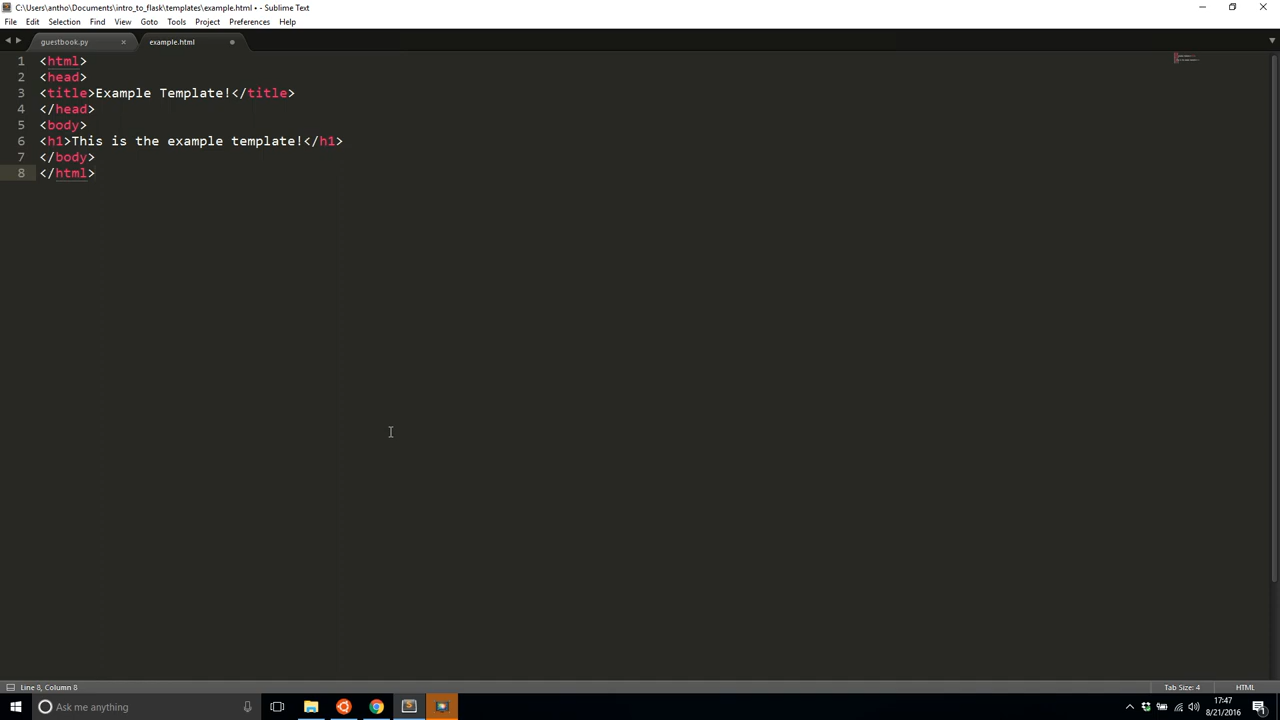 C:\Users\antho\Documents\intro_to_flask\templates\example.html • - Sublime Text
File Edit Selection Find View Goto Tools Project Preferences Help
guestbook.py × example.html
1 <html>
2 <head>
3 <title>Example Template!</title>
4 </head>
5 <body>
6 <h1>This is the example template!</h1>
7 </body>
8 </html>
Line 8, Column 8 Tab Size: 4 HTML
Ask me anything 17:47
8/21/2016